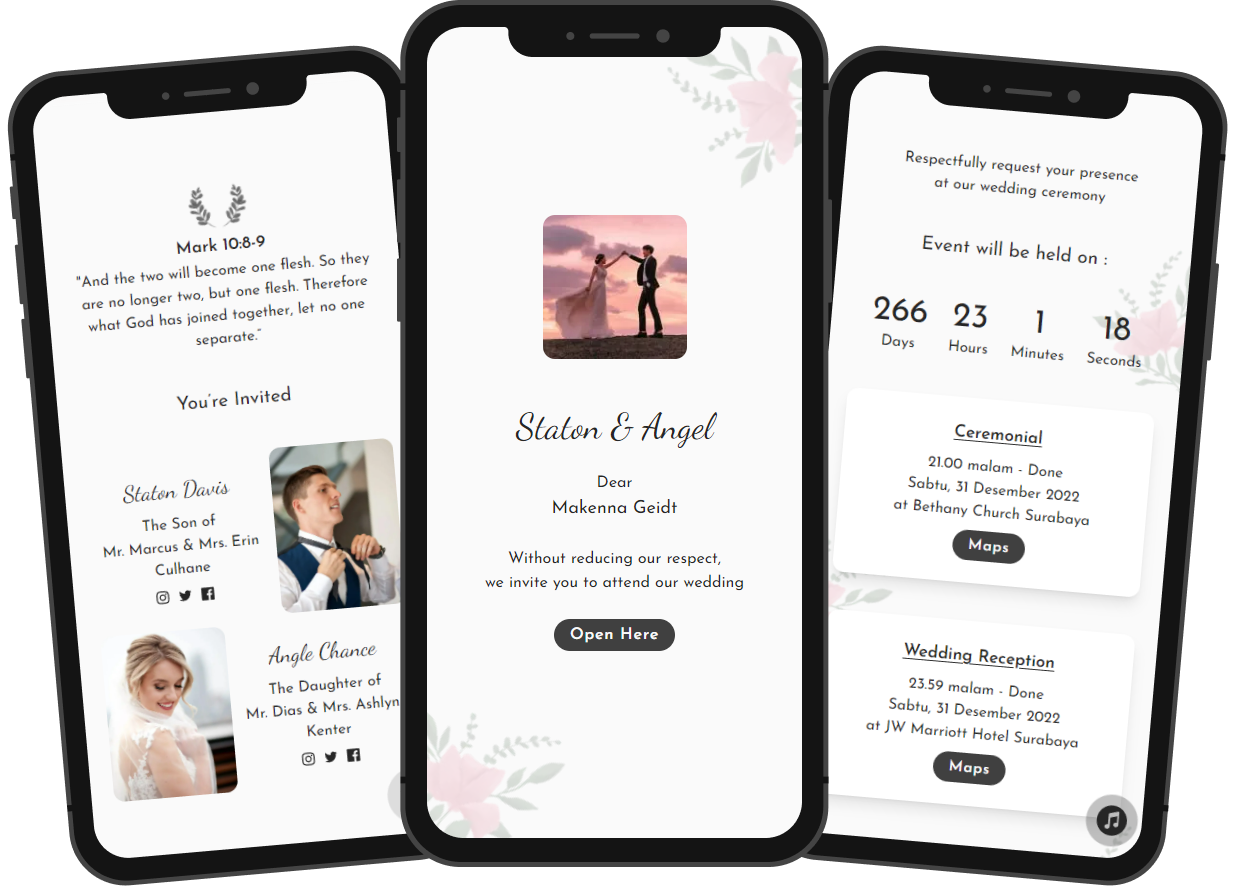 Mark 10:8-9
"And the two will become one flesh. So they
are no longer two, but one flesh. Therefore
what God has joined together, let no one
separate."
You're Invited
Staton Davis
The Son of
Mr. Marcus & Mrs. Erin
Culhane
Angle Chance
The Daughter of
Mr. Dias & Mrs. Ashlyn
Kenter
Staton & Angel
Dear
Makenna Geidt
Without reducing our respect,
we invite you to attend our wedding
Open Here
Respectfully request your presence
at our wedding ceremony
Event will be held on :
266 23 1 18
Days Hours Minutes Seconds
Ceremonial
21.00 malam - Done
Sabtu, 31 Desember 2022
at Bethany Church Surabaya
Maps
Wedding Reception
23.59 malam - Done
Sabtu, 31 Desember 2022
at JW Marriott Hotel Surabaya
Maps